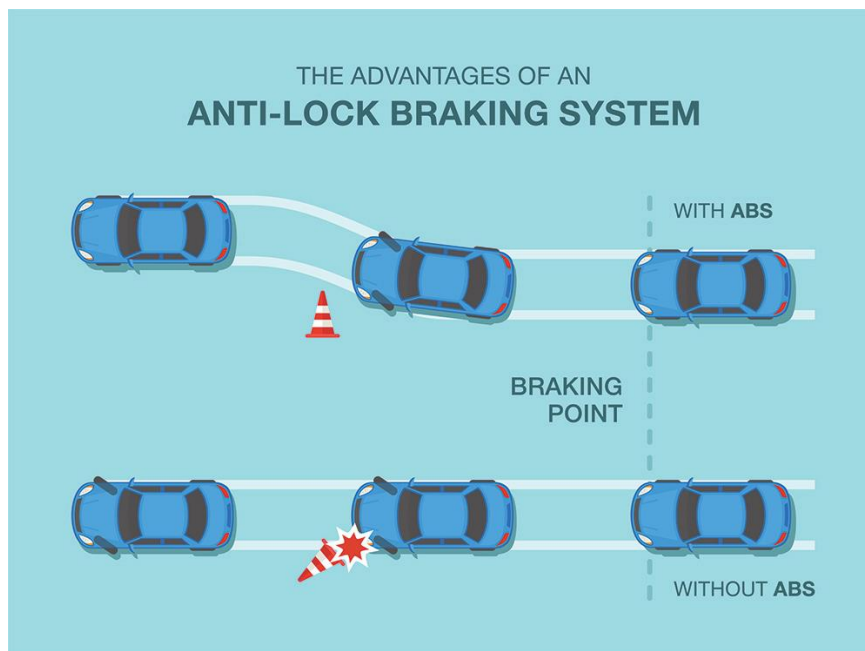 THE ADVANTAGES OF AN
ANTI-LOCK BRAKING SYSTEM
WITH ABS
BRAKING
POINT
WITHOUT ABS